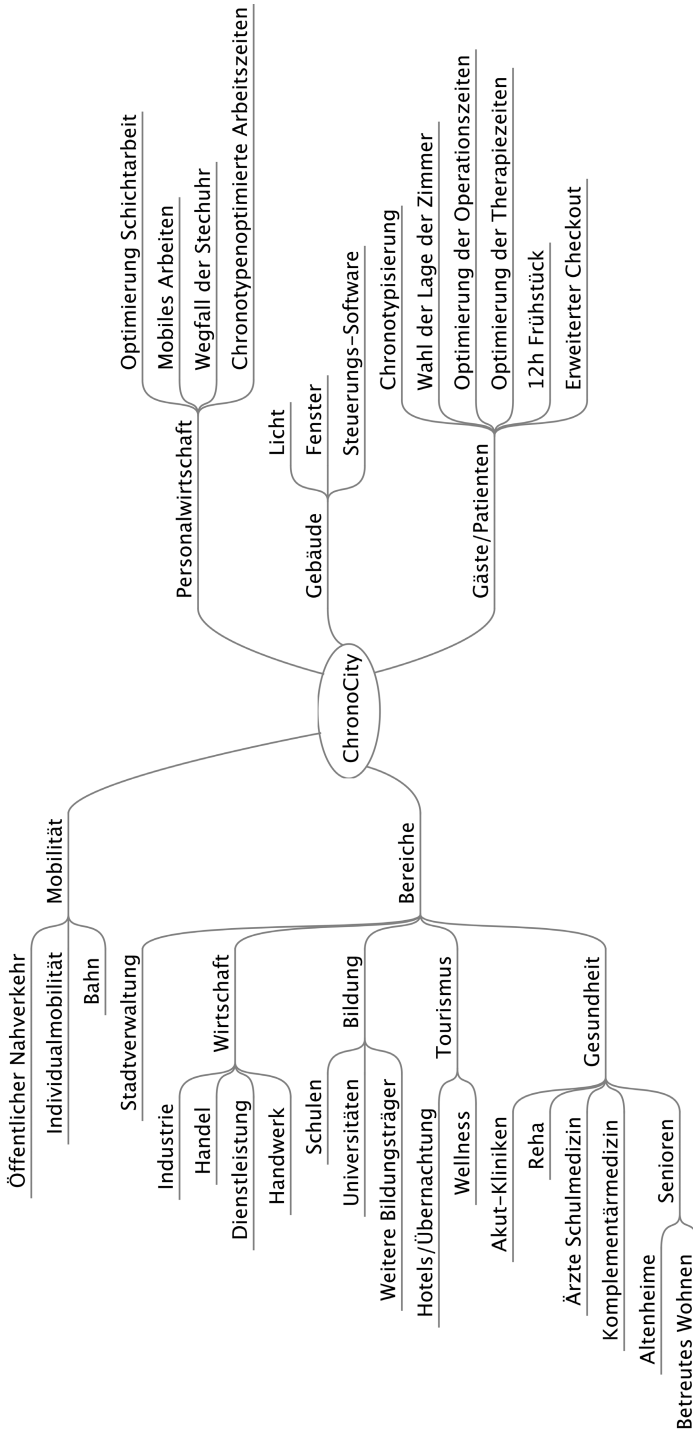 ChronoCity
Mobilität
Öffentlicher Nahverkehr
Individualmobilität
Bahn
Bereiche
Stadtverwaltung
Wirtschaft
Industrie
Handel
Dienstleistung
Handwerk
Bildung
Schulen
Universitäten
Weitere Bildungsträger
Tourismus
Hotels/Übernachtung
Wellness
Gesundheit
Akut-Kliniken
Reha
Ärzte Schulmedizin
Komplementärmedizin
Senioren
Altenheime
Betreutes Wohnen
Personalwirtschaft
Optimierung Schichtarbeit
Mobiles Arbeiten
Wegfall der Stechuhr
Chronotypenoptimierte Arbeitszeiten
Gebäude
Licht
Fenster
Steuerungs-Software
Gäste/Patienten
Chronotypisierung
Wahl der Lage der Zimmer
Optimierung der Operationszeiten
Optimierung der Therapiezeiten
12h Frühstück
Erweiterter Checkout